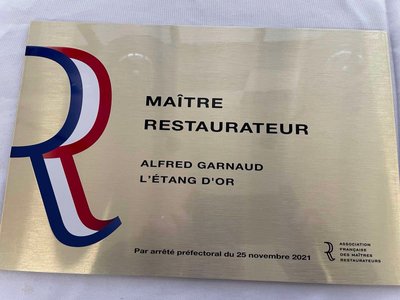 MAÎTRE
RESTAURATEUR
ALFRED GARNAUD
L'ÉTANG D'OR
Par arrêté préfectoral du 25 novembre 2021
ASSOCIATION
FRANÇAISE
DES MAÎTRES
RESTAURATEURS